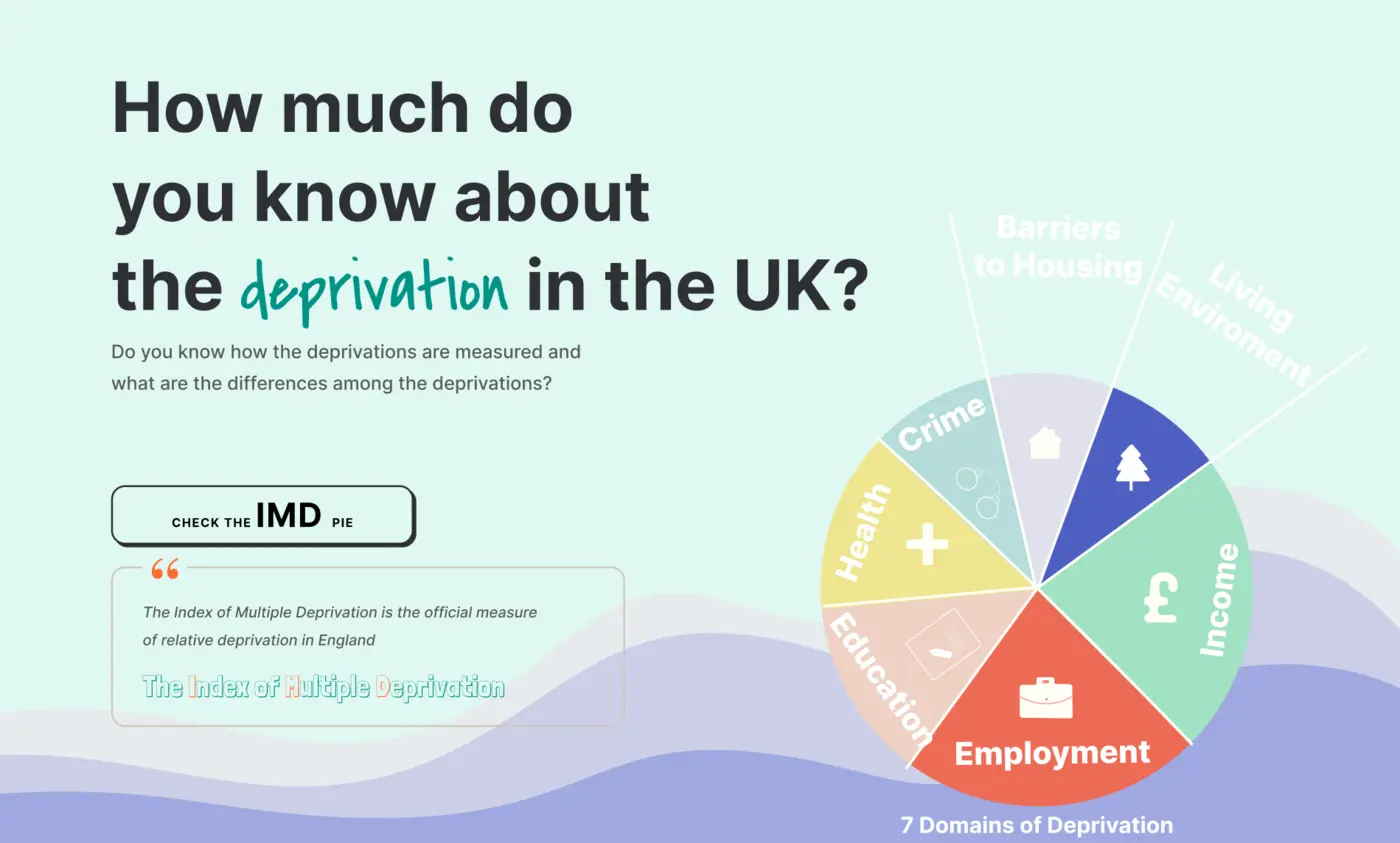 How much do
you know about
the deprivation in the UK?
Do you know how the deprivations are measured and
what are the differences among the deprivations?
CHECK THE IMD PIE
“
The Index of Multiple Deprivation is the official measure
of relative deprivation in England
The Index of Multiple Deprivation
Barriers
to Housing
Living
Enviroment
Crime
Health
£
Income
Education
Employment
7 Domains of Deprivation